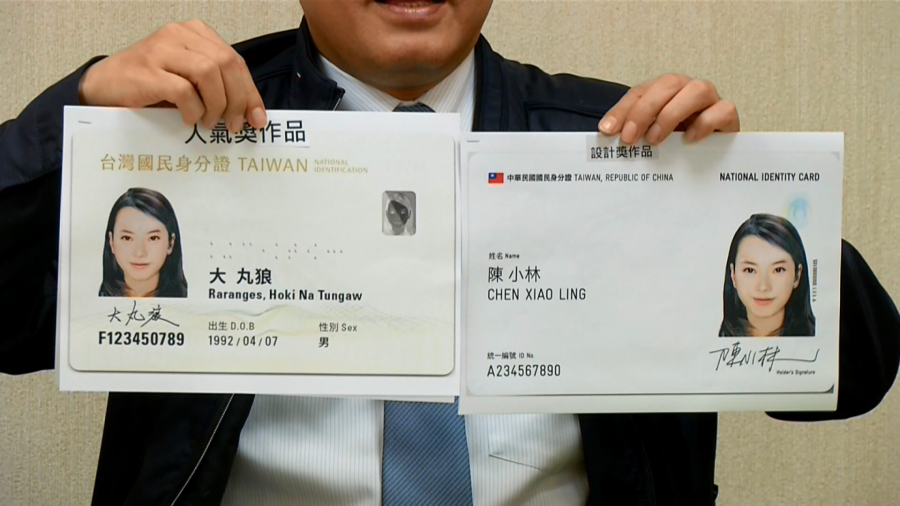 人氣獎作品
台灣國民身分證 TAIWAN NATIONAL IDENTIFICATION
大 丸狼
Raranges, Hoki Na Tungaw
大丸狼
F123450789
出生 D.O.B
性別 Sex
1992 / 04 / 07
男
設計獎作品
中華民國國民身分證 TAIWAN, REPUBLIC OF CHINA
NATIONAL IDENTITY CARD
姓名 Name
陳 小林
CHEN XIAO LING
統一編號 ID No.
A234567890
陳小林
Holder's Signature